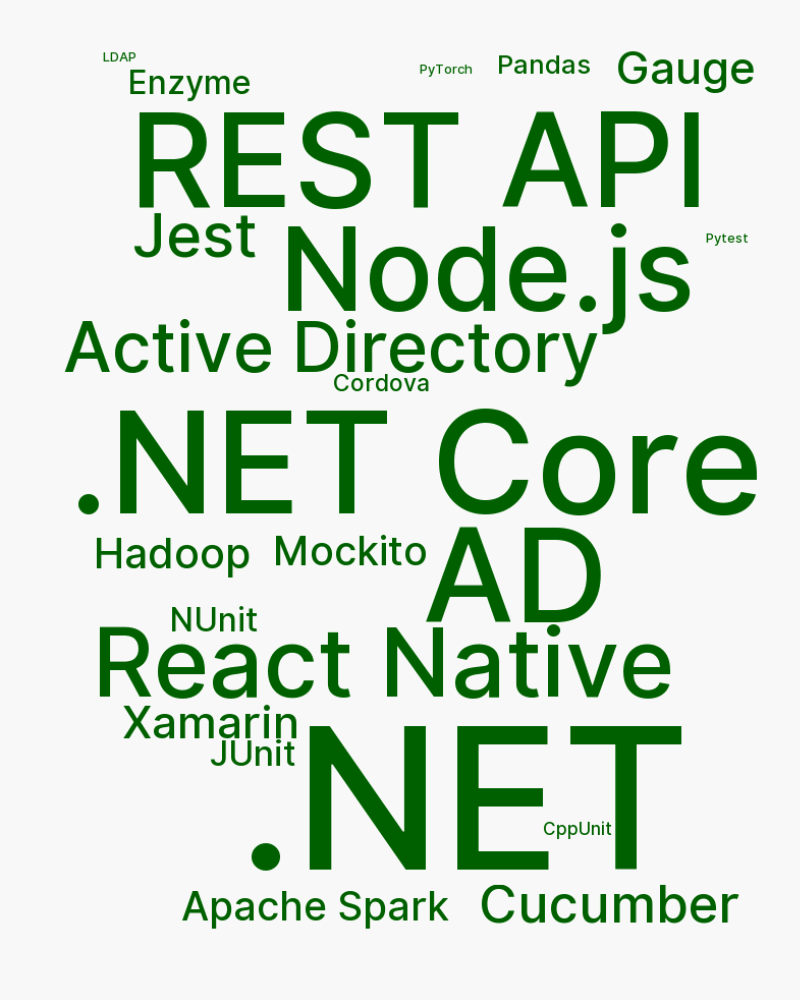 LDAP
Enzyme
PyTorch
Pandas
Gauge
REST API
Jest
Node.js
Pytest
Active Directory
Cordova
.NET Core
Hadoop
Mockito
AD
NUnit
React Native
Xamarin
JUnit
.NET
CppUnit
Apache Spark
Cucumber